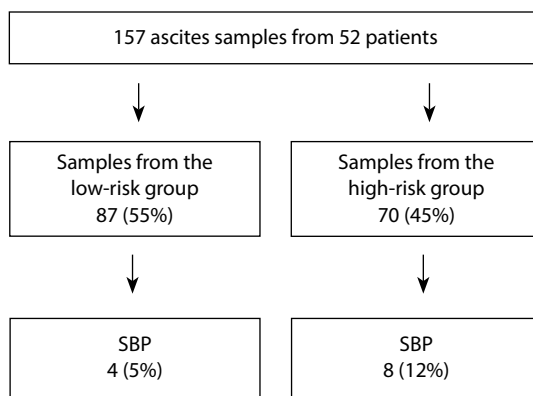 157 ascites samples from 52 patients
Samples from the
low-risk group
87 (55%)
Samples from the
high-risk group
70 (45%)
SBP
4 (5%)
SBP
8 (12%)